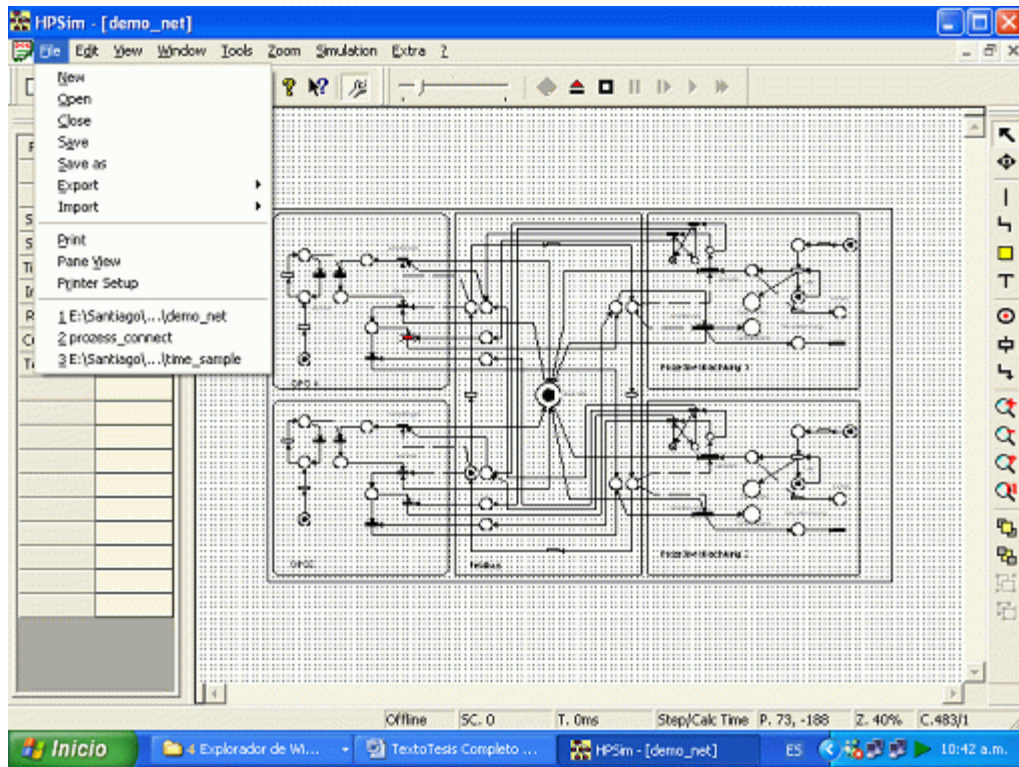 HPSim - [demo_net]
File Edit View Window Tools Zoom Simulation Extra ?
New
Open
Close
Save
Save as
Export
Import
Print
Pane View
Printer Setup
1 E:\Santiago\...\demo_net
2 prozess_connect
3 E:\Santiago\...\time_sample
Offline SC. 0 T. 0ms Step/Calc Time P. 73, -188 Z. 40% C.483/1
Inicio 4 Explorador de Wi... TextoTesis Completo ... HPSim - [demo_net] ES 10:42 a.m.